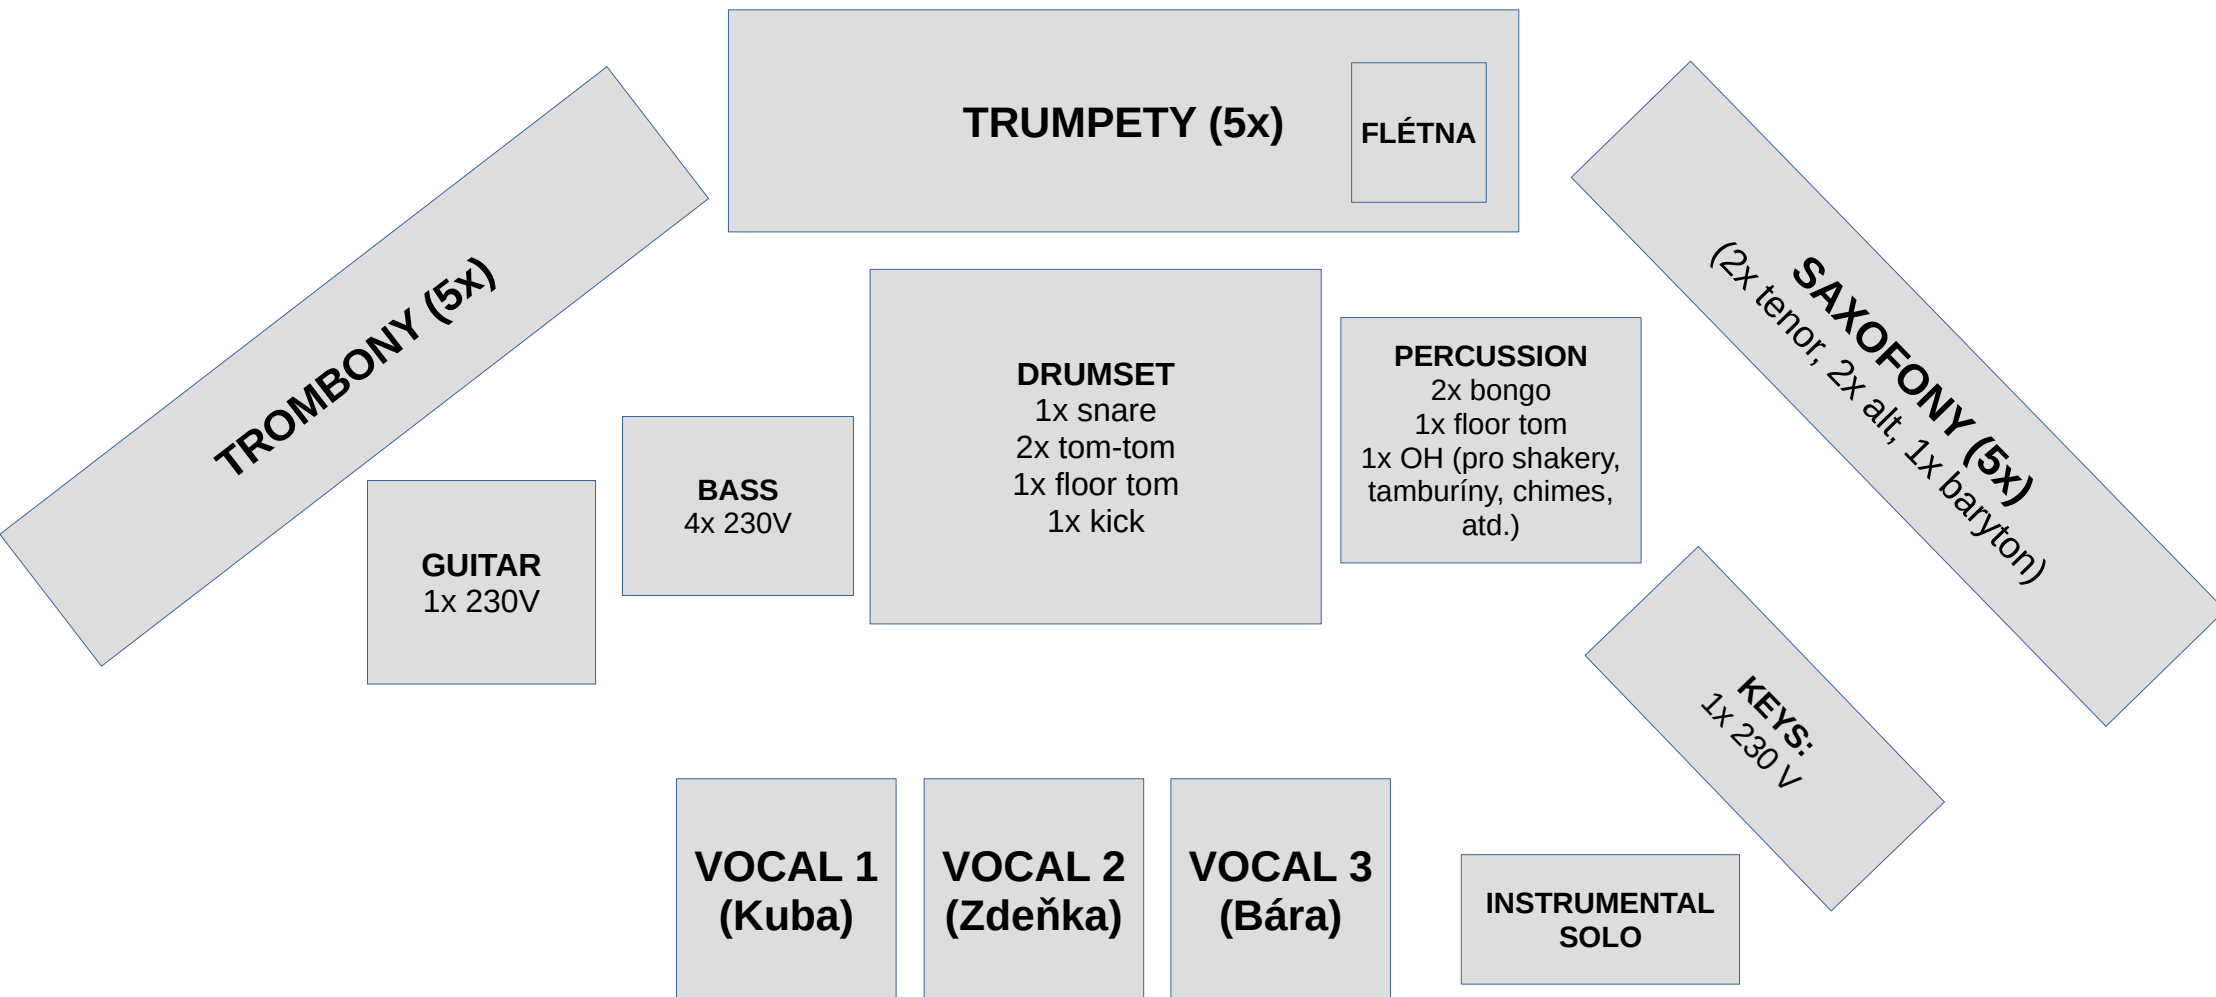 TRUMPETY (5x)
FLÉTNA
TROMBONY (5x)
SAXOFONY (5x)
(2x tenor, 2x alt, 1x baryton)
DRUMSET
1x snare
2x tom-tom
1x floor tom
1x kick
PERCUSSION
2x bongo
1x floor tom
1x OH (pro shakery,
tamburíny, chimes,
atd.)
BASS
4x 230V
GUITAR
1x 230V
KEYS:
1x 230 V
VOCAL 1
(Kuba)
VOCAL 2
(Zdeňka)
VOCAL 3
(Bára)
INSTRUMENTAL
SOLO